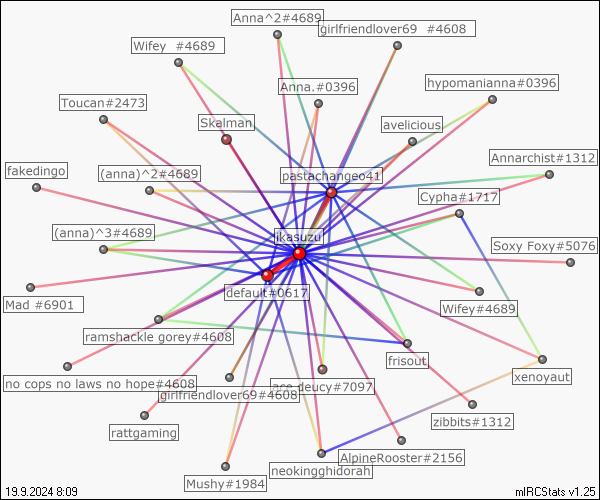 Anna^2#4689
girlfriendlover69 #4608
Wifey #4689
Anna.#0396
hypomanianna#0396
Toucan#2473
Skalman
avelicious
Annarchist#1312
fakedingo
(anna)^2#4689
pastachangeo41
Cypha#1717
(anna)^3#4689
ikasuzu
Soxy Foxy#5076
Mad #6901
default#0617
Wifey#4689
ramshackle gorey#4608
frisout
xenoyaut
no cops no laws no hope#4608
girlfriendlover69#4608
deucy#7097
zibbits#1312
rattgaming
AlpineRooster#2156
neokingghidorah
Mushy#1984
19.9.2024 8:09
mIRCStats v1.25